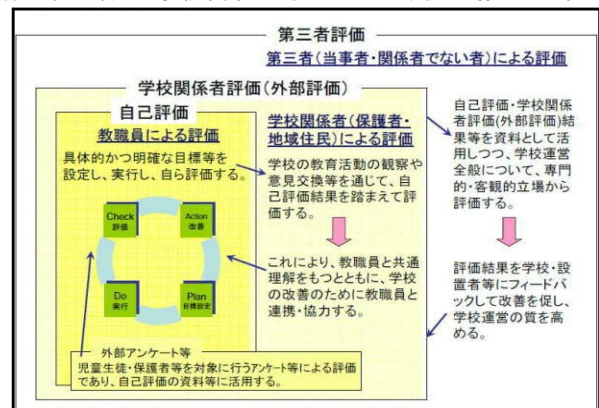 第三者評価
第三者(当事者・関係者でない者)による評価
学校関係者評価(外部評価)
自己評価
教職員による評価
具体的かつ明確な目標等を
設定し、実行し、自ら評価する。
Check
評価
Action
改善
Do
実行
Plan
目標設定
学校関係者(保護者・
地域住民)による評価
学校の教育活動の観察や
意見交換等を通じて、自
己評価結果を踏まえて評
価する。
これにより、教職員と共通
理解をもつとともに、学校
の改善のために教職員と
連携・協力する。
外部アンケート等
児童生徒・保護者等を対象に行うアンケート等による評価
であり、自己評価の資料等に活用する。
自己評価・学校関係
者評価(外部評価)結
果等を資料として活
用しつつ、学校運営
全般について、専門
的・客観的立場から
評価する。
評価結果を学校・設
置者等にフィードバ
ックして改善を促し、
学校運営の質を高
める。